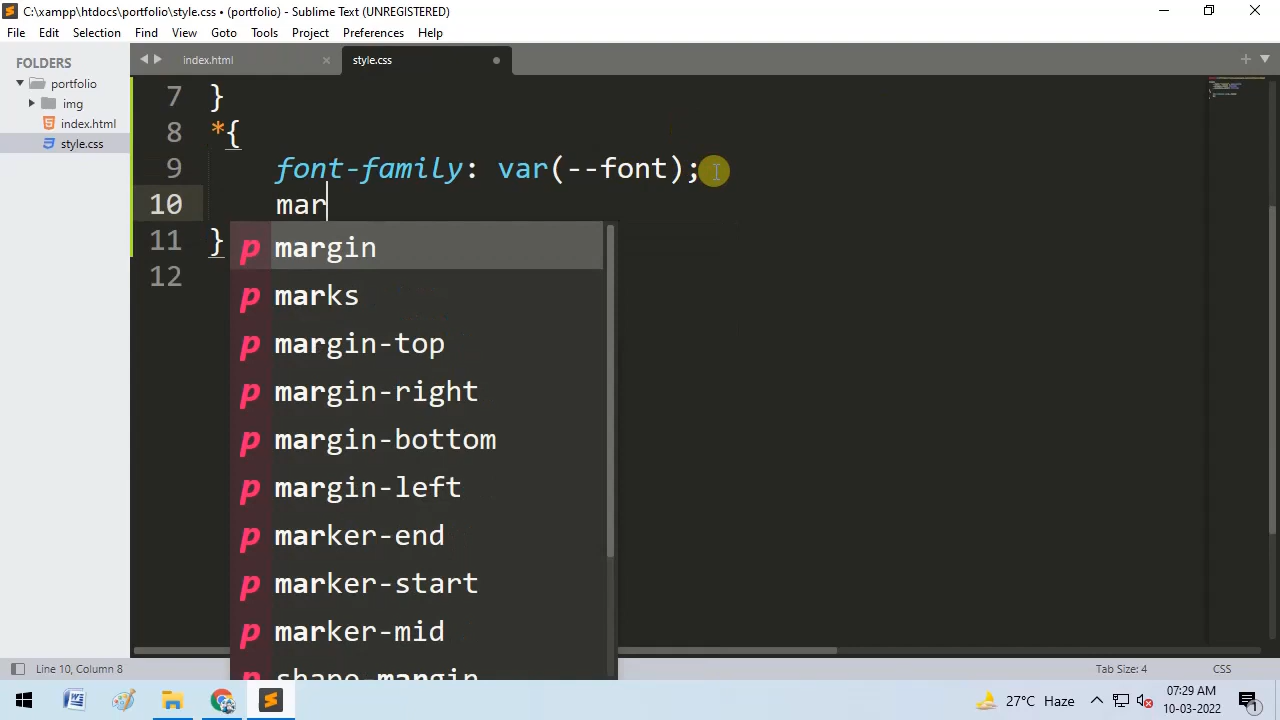 C:\xampp\htdocs\portfolio\style.css • (portfolio) - Sublime Text (UNREGISTERED)
File Edit Selection Find View Goto Tools Project Preferences Help
FOLDERS
portfolio
img
index.html
style.css
index.html style.css
7 }
8 *{
9 font-family: var(--font);
10 mar
11 }
12
p margin
p marks
p margin-top
p margin-right
p margin-bottom
p margin-left
p marker-end
p marker-start
p marker-mid
p shape-margin
Line 10, Column 8 Tab Size: 4 CSS
27°C Haze 07:29 AM
10-03-2022
1